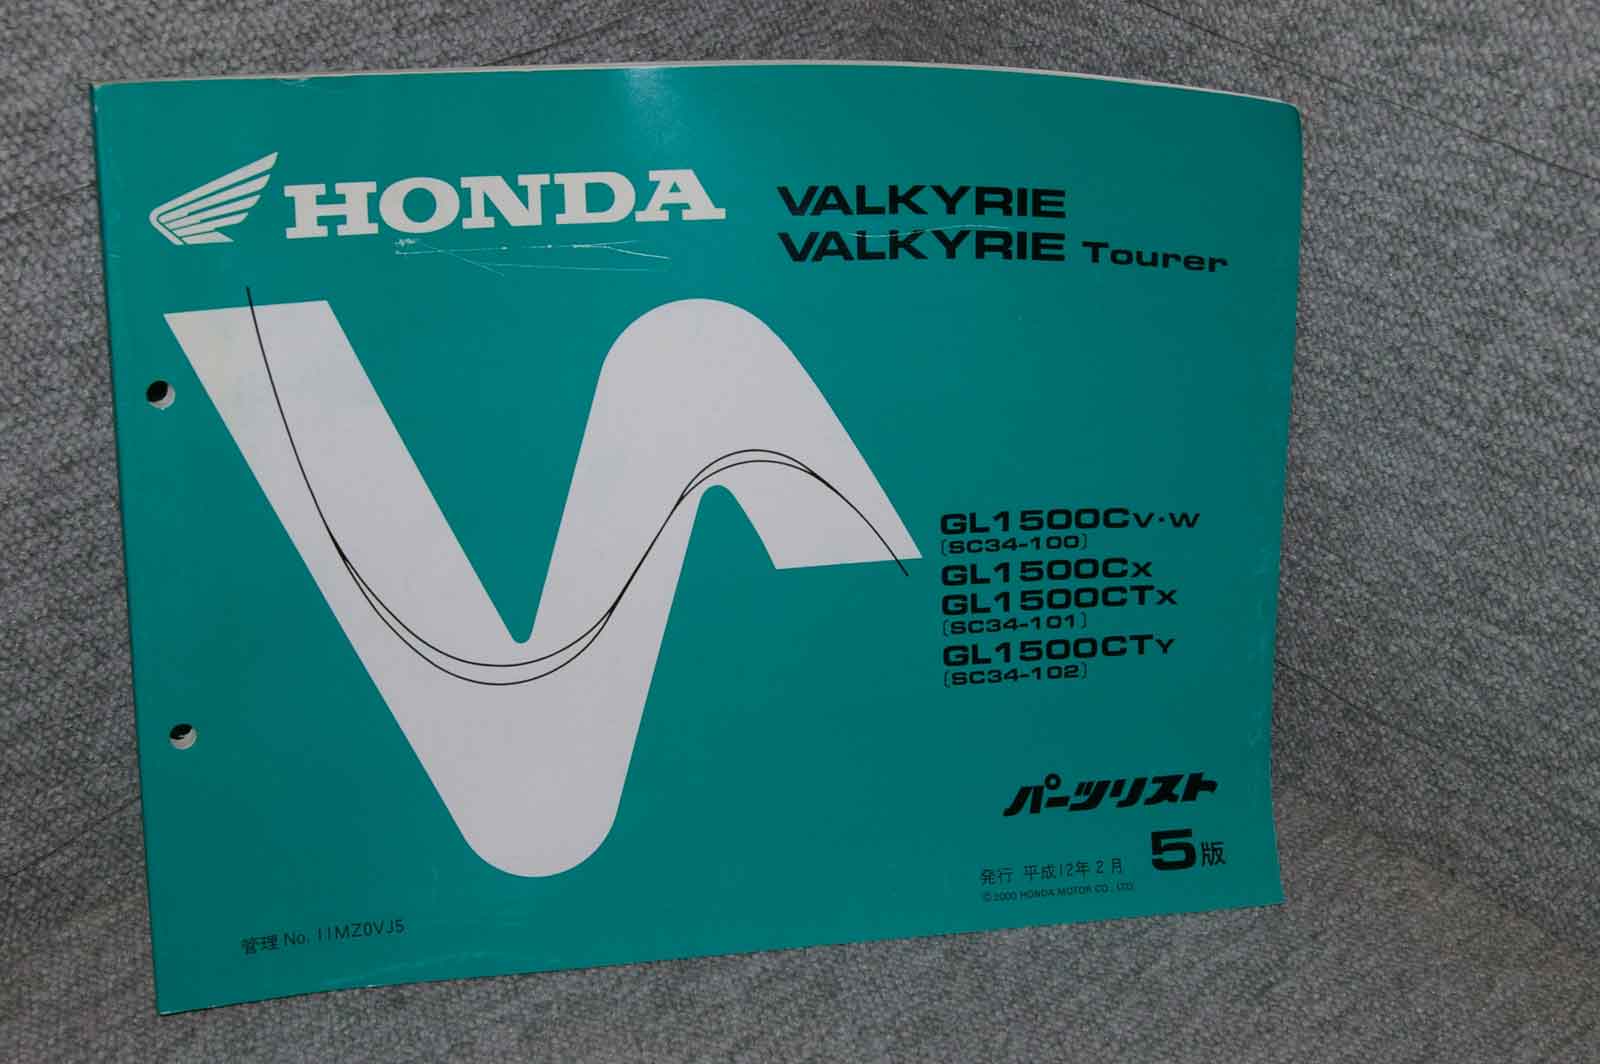 HONDA
VALKYRIE
VALKYRIE Tourer
GL1500CV・W
〔SC34-100〕
GL1500CX
GL1500CTX
〔SC34-101〕
GL1500CTY
〔SC34-102〕
パーツリスト
5版
発行 平成12年2月
© 2000 HONDA MOTOR CO., LTD.
管理 No. 11MZ0VJ5